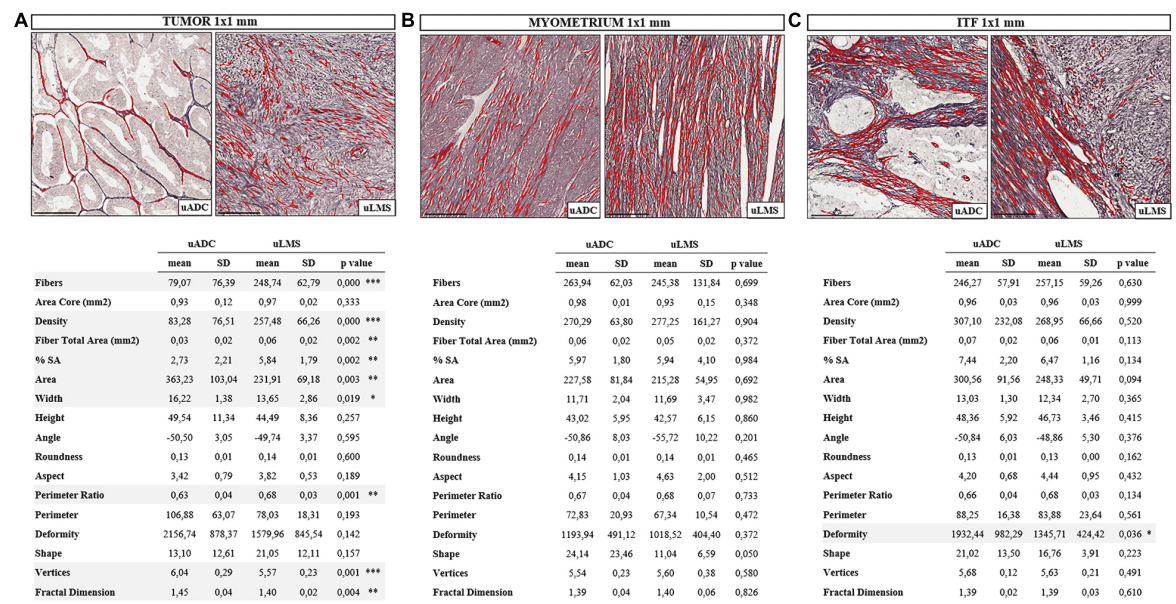 A TUMOR 1x1 mm
uADC
uLMS
uADC uLMS
mean SD mean SD p value
Fibers 79,07 76,39 248,74 62,79 0,000 ***
Area Core (mm2) 0,93 0,12 0,97 0,02 0,333
Density 83,28 76,51 257,48 66,26 0,000 ***
Fiber Total Area (mm2) 0,03 0,02 0,06 0,02 0,002 **
% SA 2,73 2,21 5,84 1,79 0,002 **
Area 363,23 103,04 231,91 69,18 0,003 **
Width 16,22 1,38 13,65 2,86 0,019 *
Height 49,54 11,34 44,49 8,36 0,257
Angle -50,50 3,05 -49,74 3,37 0,595
Roundness 0,13 0,01 0,14 0,01 0,600
Aspect 3,42 0,79 3,82 0,53 0,189
Perimeter Ratio 0,63 0,04 0,68 0,03 0,001 **
Perimeter 106,88 63,07 78,03 18,31 0,193
Deformity 2156,74 878,37 1579,96 845,54 0,142
Shape 13,10 12,61 21,05 12,11 0,157
Vertices 6,04 0,29 5,57 0,23 0,001 ***
Fractal Dimension 1,45 0,04 1,40 0,02 0,004 **
B MYOMETRIUM 1x1 mm
uADC
uLMS
uADC uLMS
mean SD mean SD p value
Fibers 263,94 62,03 245,38 131,84 0,699
Area Core (mm2) 0,98 0,01 0,93 0,15 0,348
Density 270,29 63,80 277,25 161,27 0,904
Fiber Total Area (mm2) 0,06 0,02 0,05 0,02 0,372
% SA 5,97 1,80 5,94 4,10 0,984
Area 227,58 81,84 215,28 54,95 0,692
Width 11,71 2,04 11,69 3,47 0,982
Height 43,02 5,95 42,57 6,15 0,860
Angle -50,86 8,03 -55,72 10,22 0,201
Roundness 0,14 0,01 0,14 0,01 0,465
Aspect 4,15 1,03 4,63 2,00 0,512
Perimeter Ratio 0,67 0,04 0,68 0,07 0,733
Perimeter 72,83 20,93 67,34 10,54 0,472
Deformity 1193,94 491,12 1018,52 404,40 0,372
Shape 24,14 23,46 11,04 6,59 0,050
Vertices 5,54 0,23 5,60 0,38 0,580
Fractal Dimension 1,39 0,04 1,40 0,06 0,826
C ITF 1x1 mm
uADC
uLMS
uADC uLMS
mean SD mean SD p value
Fibers 246,27 57,91 257,15 59,26 0,630
Area Core (mm2) 0,96 0,03 0,96 0,03 0,999
Density 307,10 232,08 268,95 66,66 0,520
Fiber Total Area (mm2) 0,07 0,02 0,06 0,01 0,113
% SA 7,44 2,20 6,47 1,16 0,134
Area 300,56 91,56 248,33 49,71 0,094
Width 13,03 1,30 12,34 2,70 0,365
Height 48,36 5,92 46,73 3,46 0,415
Angle -50,84 6,03 -48,86 5,30 0,376
Roundness 0,13 0,01 0,13 0,00 0,162
Aspect 4,20 0,68 4,44 0,95 0,432
Perimeter Ratio 0,66 0,04 0,68 0,03 0,134
Perimeter 88,25 16,38 83,88 23,64 0,561
Deformity 1932,44 982,29 1345,71 424,42 0,036 *
Shape 21,02 13,50 16,76 3,91 0,223
Vertices 5,68 0,12 5,63 0,21 0,491
Fractal Dimension 1,39 0,02 1,39 0,03 0,610